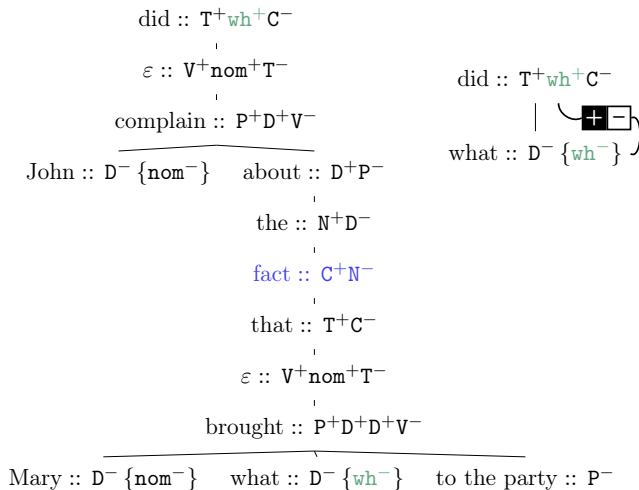 did :: T⁺wh⁺C⁻
ε :: V⁺nom⁺T⁻
did :: T⁺wh⁺C⁻
complain :: P⁺D⁺V⁻
+ −
what :: D⁻ {wh⁻}
John :: D⁻ {nom⁻} about :: D⁺P⁻
the :: N⁺D⁻
fact :: C⁺N⁻
that :: T⁺C⁻
ε :: V⁺nom⁺T⁻
brought :: P⁺D⁺D⁺V⁻
Mary :: D⁻ {nom⁻} what :: D⁻ {wh⁻} to the party :: P⁻